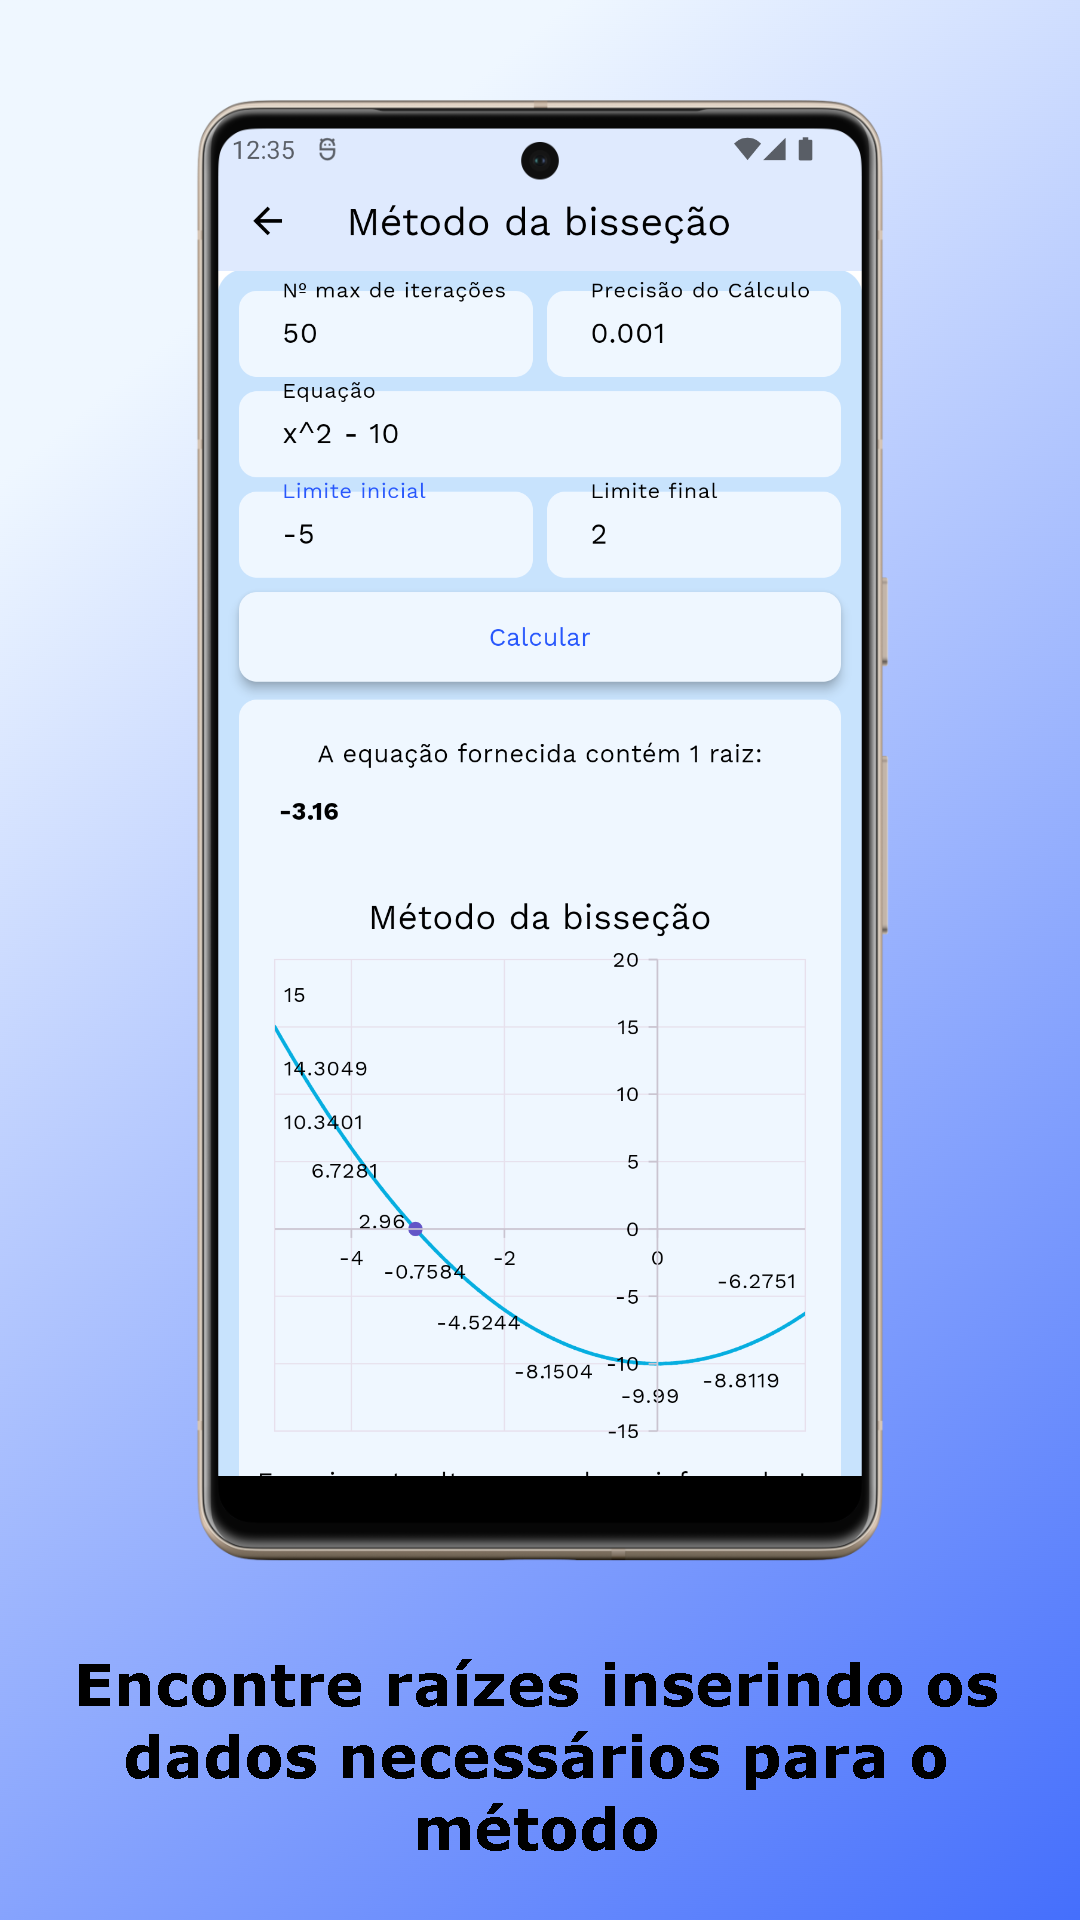 12:35
Método da bisseção
Nº max de iterações
Precisão do Cálculo
50
0.001
Equação
x^2 - 10
Limite inicial
Limite final
-5
2
Calcular
A equação fornecida contém 1 raiz:
-3.16
Método da bisseção
20
15
15
14.3049
10
10.3401
5
6.7281
2.96
0
-4
-2
0
-0.7584
-6.2751
-5
-4.5244
-10
-8.1504
-8.8119
-9.99
-15
Encontre raízes inserindo os
dados necessários para o
método